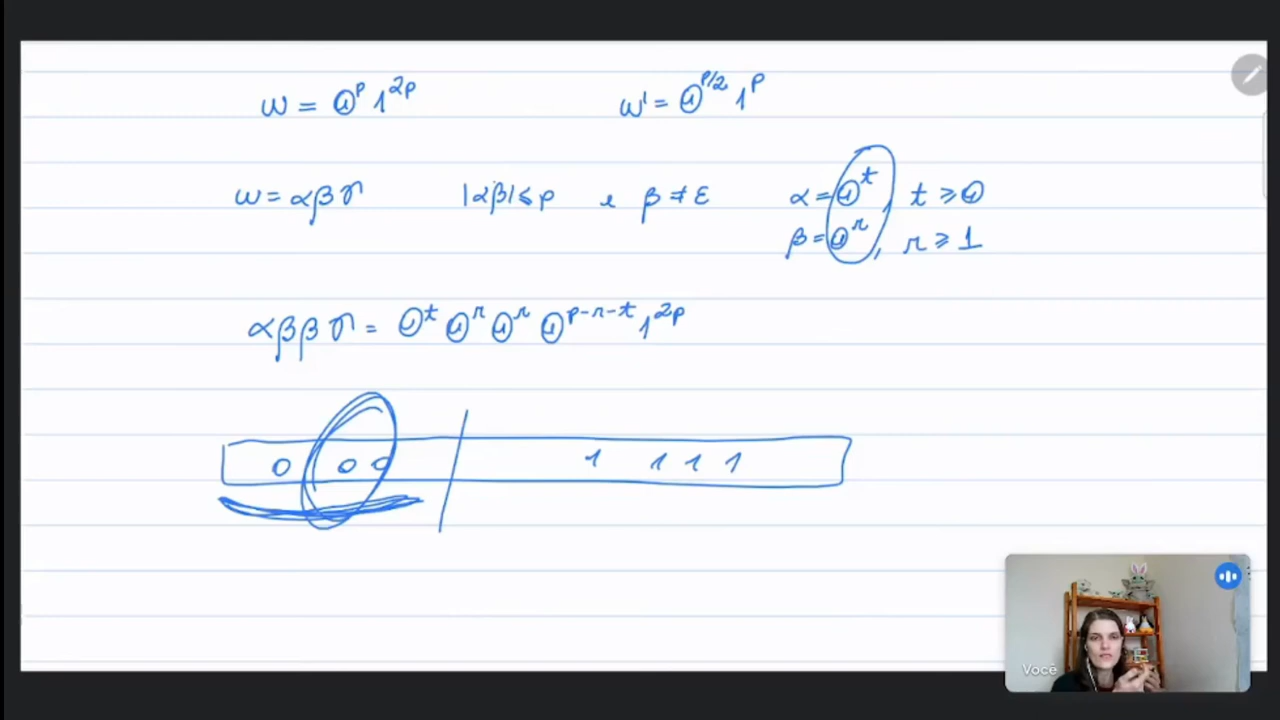 w = 0^p 1^{2p} w' = 0^{p/2} 1^p
w = αβγ |αβ| ≤ p e β ≠ ε α = 0^t, t ≥ 0
β = 0^r, r ≥ 1
αββγ = 0^t 0^r 0^r 0^{p-r-t} 1^{2p}
0 0 0 1 1 1 1
Você